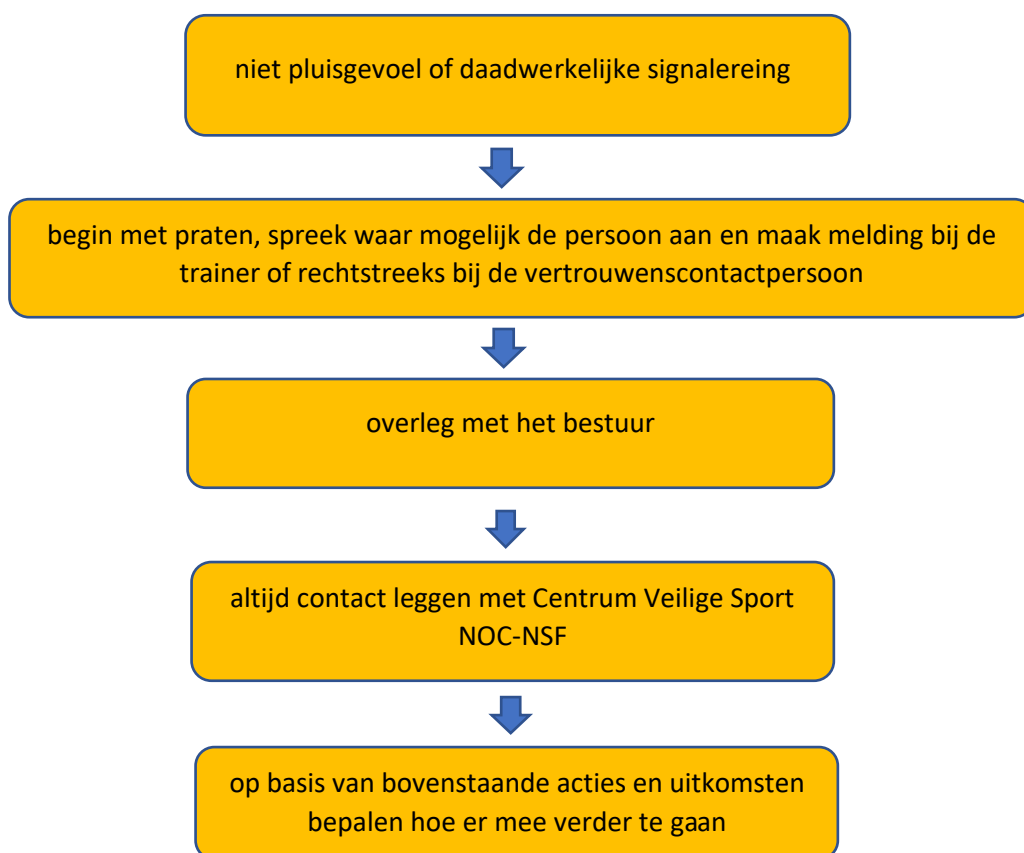 niet pluisgevoel of daadwerkelijke signalereing
begin met praten, spreek waar mogelijk de persoon aan en maak melding bij de
trainer of rechtstreeks bij de vertrouwenscontactpersoon
overleg met het bestuur
altijd contact leggen met Centrum Veilige Sport
NOC-NSF
op basis van bovenstaande acties en uitkomsten
bepalen hoe er mee verder te gaan